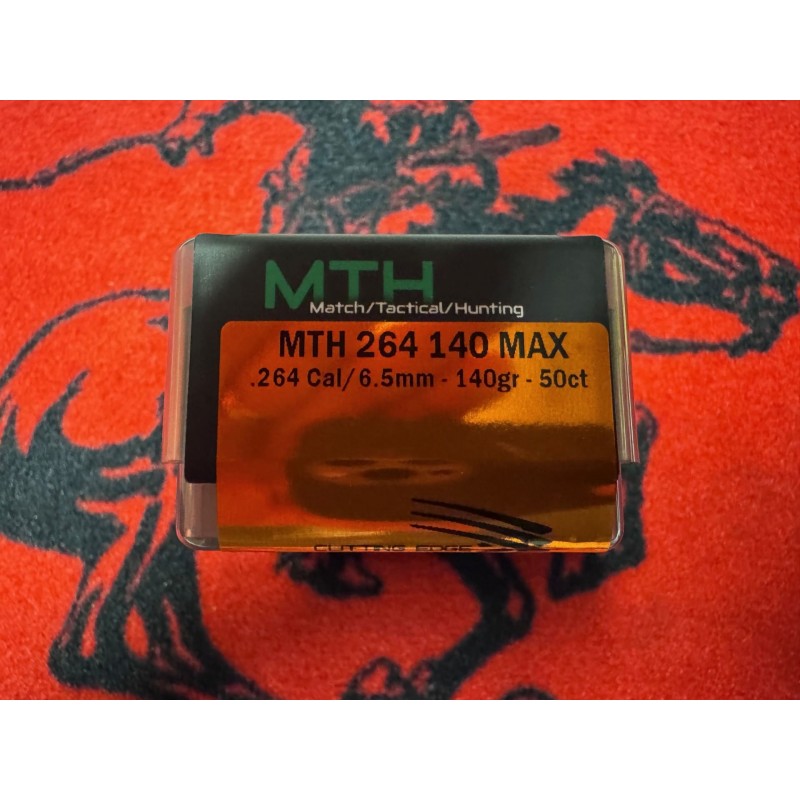 MTH
Match/Tactical/Hunting
MTH 264 140 MAX
.264 Cal/ 6.5mm - 140gr - 50ct
CUTTING EDGE